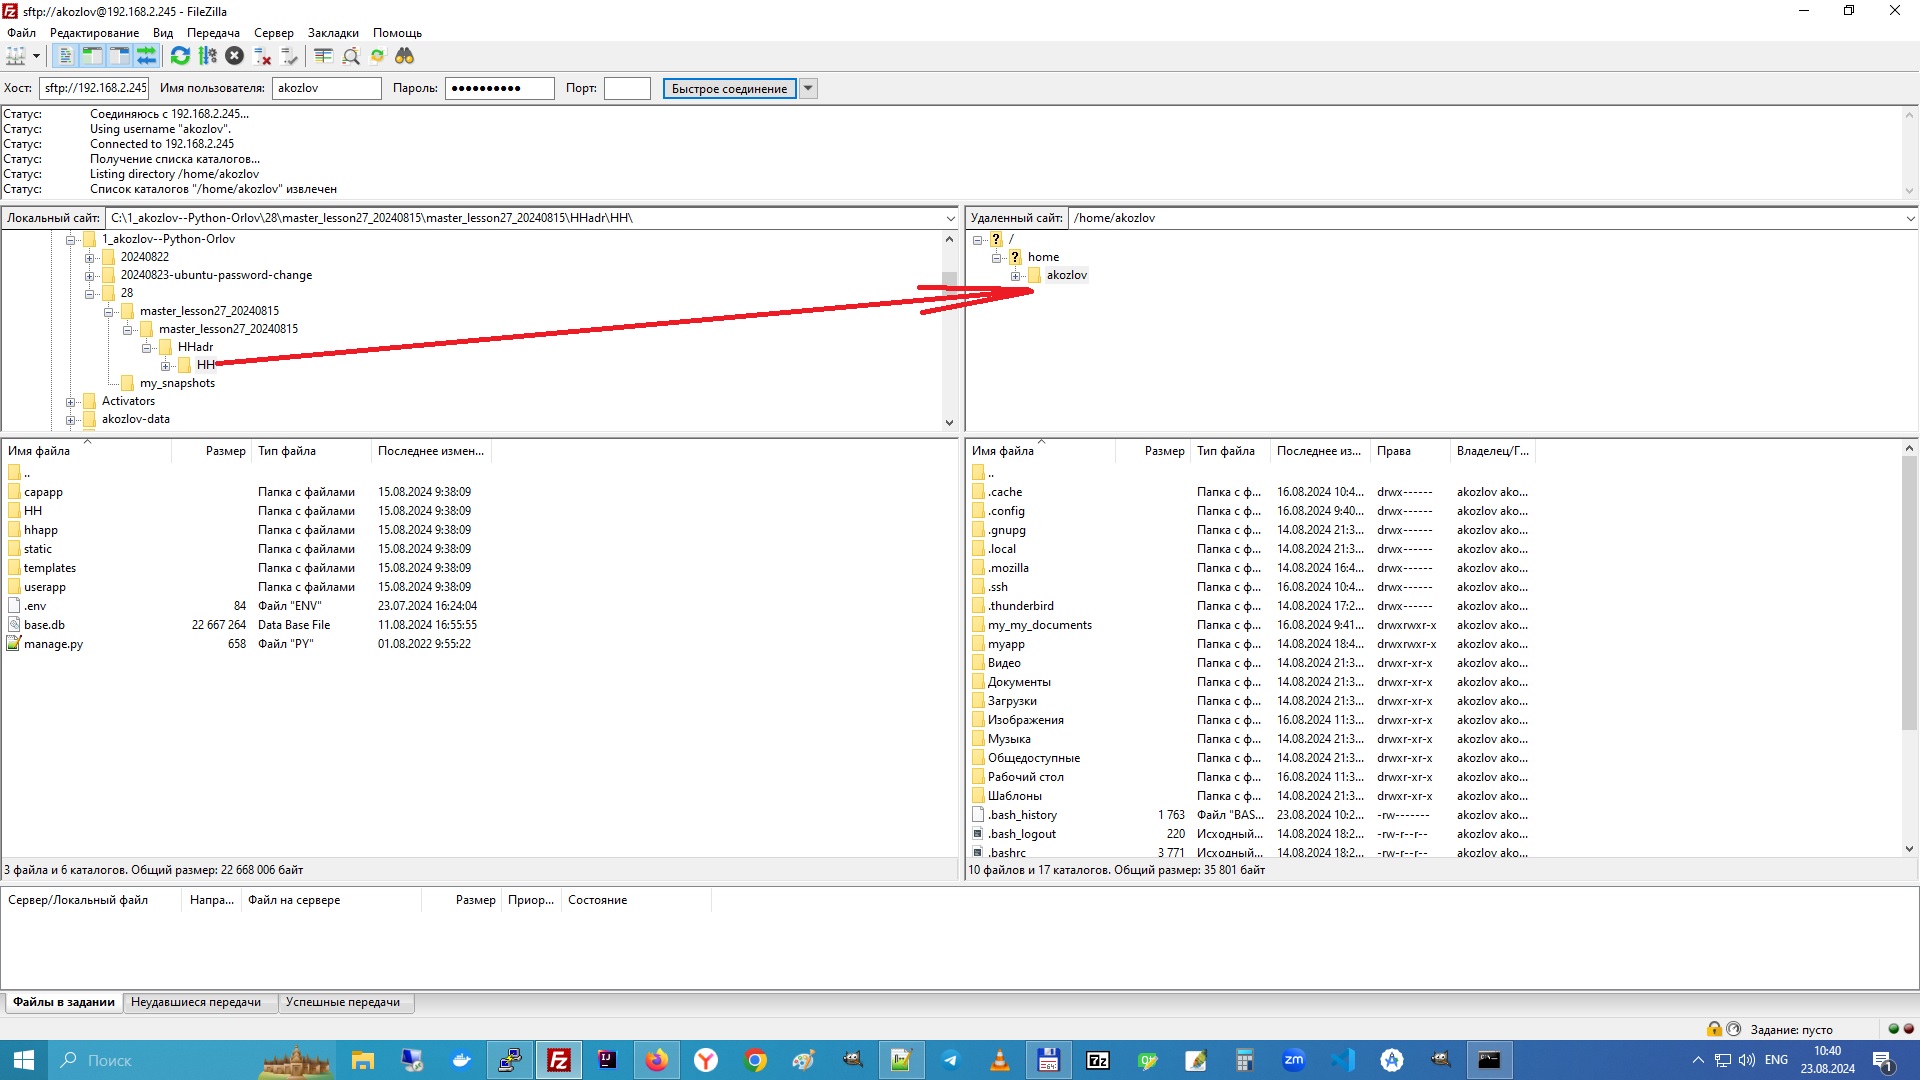 sftp://akozlov@192.168.2.245 - FileZilla
Файл Редактирование Вид Передача Сервер Закладки Помощь
Хост: sftp://192.168.2.245 Имя пользователя: akozlov Пароль: ●●●●●●●●●● Порт: Быстрое соединение
Статус: Соединяюсь с 192.168.2.245...
Статус: Using username "akozlov".
Статус: Connected to 192.168.2.245
Статус: Получение списка каталогов...
Статус: Listing directory /home/akozlov
Статус: Список каталогов "/home/akozlov" извлечен
Локальный сайт: C:\1_akozlov--Python-Orlov\28\master_lesson27_20240815\master_lesson27_20240815\HHadr\HH\
1_akozlov--Python-Orlov
20240822
20240823-ubuntu-password-change
28
master_lesson27_20240815
master_lesson27_20240815
HHadr
HH
my_snapshots
Activators
akozlov-data
Удаленный сайт: /home/akozlov
/
home
akozlov
Имя файла Размер Тип файла Последнее измен...
..
capapp Папка с файлами 15.08.2024 9:38:09
HH Папка с файлами 15.08.2024 9:38:09
hhapp Папка с файлами 15.08.2024 9:38:09
static Папка с файлами 15.08.2024 9:38:09
templates Папка с файлами 15.08.2024 9:38:09
userapp Папка с файлами 15.08.2024 9:38:09
.env 84 Файл "ENV" 23.07.2024 16:24:04
base.db 22 667 264 Data Base File 11.08.2024 16:55:55
manage.py 658 Файл "PY" 01.08.2022 9:55:22
3 файла и 6 каталогов. Общий размер: 22 668 006 байт
Имя файла Размер Тип файла Последнее из... Права Владелец/Г...
..
.cache Папка с ф... 16.08.2024 10:4... drwx------ akozlov ako...
.config Папка с ф... 16.08.2024 9:40... drwx------ akozlov ako...
.gnupg Папка с ф... 14.08.2024 21:3... drwx------ akozlov ako...
.local Папка с ф... 14.08.2024 21:3... drwx------ akozlov ako...
.mozilla Папка с ф... 14.08.2024 16:4... drwx------ akozlov ako...
.ssh Папка с ф... 16.08.2024 10:4... drwx------ akozlov ako...
.thunderbird Папка с ф... 14.08.2024 17:2... drwx------ akozlov ako...
my_my_documents Папка с ф... 16.08.2024 9:41... drwxrwxr-x akozlov ako...
myapp Папка с ф... 14.08.2024 18:4... drwxrwxr-x akozlov ako...
Видео Папка с ф... 14.08.2024 21:3... drwxr-xr-x akozlov ako...
Документы Папка с ф... 14.08.2024 21:3... drwxr-xr-x akozlov ako...
Загрузки Папка с ф... 14.08.2024 21:3... drwxr-xr-x akozlov ako...
Изображения Папка с ф... 16.08.2024 11:3... drwxr-xr-x akozlov ako...
Музыка Папка с ф... 14.08.2024 21:3... drwxr-xr-x akozlov ako...
Общедоступные Папка с ф... 14.08.2024 21:3... drwxr-xr-x akozlov ako...
Рабочий стол Папка с ф... 16.08.2024 11:3... drwxr-xr-x akozlov ako...
Шаблоны Папка с ф... 14.08.2024 21:3... drwxr-xr-x akozlov ako...
.bash_history 1 763 Файл "BAS... 23.08.2024 10:2... -rw------- akozlov ako...
.bash_logout 220 Исходный... 14.08.2024 18:2... -rw-r--r-- akozlov ako...
.bashrc 3 771 Исходный... 14.08.2024 18:2... -rw-r--r-- akozlov ako...
10 файлов и 17 каталогов. Общий размер: 35 801 байт
Сервер/Локальный файл Напра... Файл на сервере Размер Приор... Состояние
Файлы в задании Неудавшиеся передачи Успешные передачи
Задание: пусто
Поиск
ENG
10:40
23.08.2024